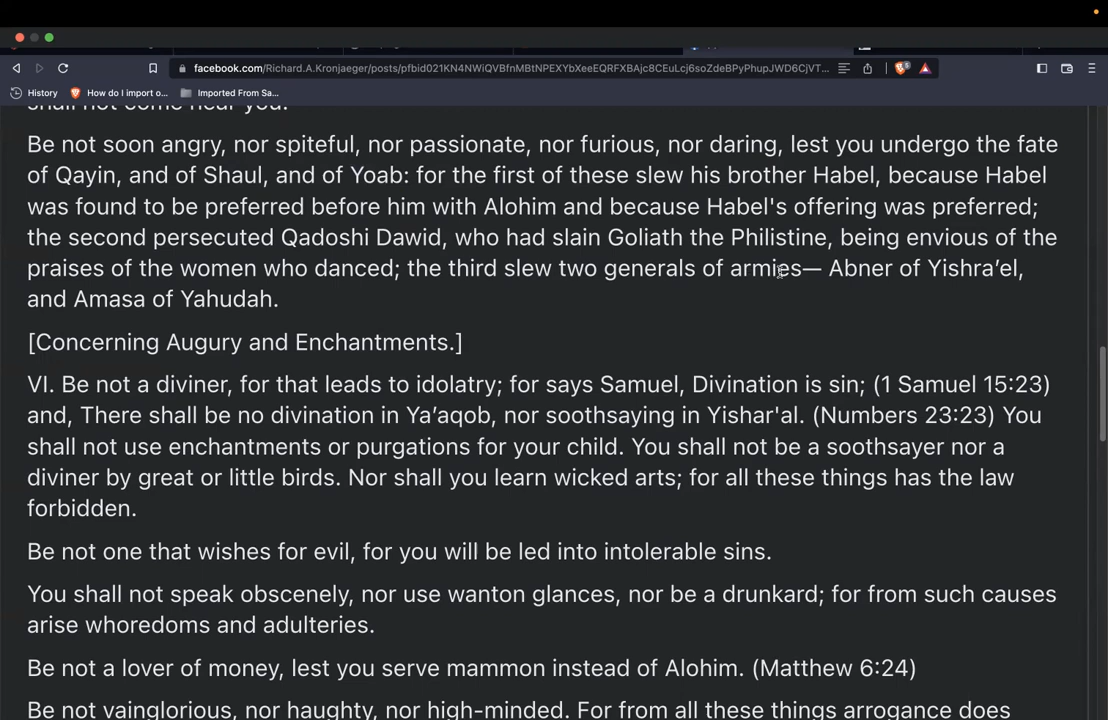 facebook.com/Richard.A.Kronjaeger/posts/pfbid021KN4NWiQVBfnMBtNPEXYbXeeEQRFXBAjc8CEuLcj6soZdeBPyPhupJWD6CjVT...
History How do I import o... Imported From Sa...
shall not come near you.
Be not soon angry, nor spiteful, nor passionate, nor furious, nor daring, lest you undergo the fate
of Qayin, and of Shaul, and of Yoab: for the first of these slew his brother Habel, because Habel
was found to be preferred before him with Alohim and because Habel's offering was preferred;
the second persecuted Qadoshi Dawid, who had slain Goliath the Philistine, being envious of the
praises of the women who danced; the third slew two generals of armies— Abner of Yishra’el,
and Amasa of Yahudah.
[Concerning Augury and Enchantments.]
VI. Be not a diviner, for that leads to idolatry; for says Samuel, Divination is sin; (1 Samuel 15:23)
and, There shall be no divination in Ya’aqob, nor soothsaying in Yishar'al. (Numbers 23:23) You
shall not use enchantments or purgations for your child. You shall not be a soothsayer nor a
diviner by great or little birds. Nor shall you learn wicked arts; for all these things has the law
forbidden.
Be not one that wishes for evil, for you will be led into intolerable sins.
You shall not speak obscenely, nor use wanton glances, nor be a drunkard; for from such causes
arise whoredoms and adulteries.
Be not a lover of money, lest you serve mammon instead of Alohim. (Matthew 6:24)
Be not vainglorious, nor haughty, nor high-minded. For from all these things arrogance does